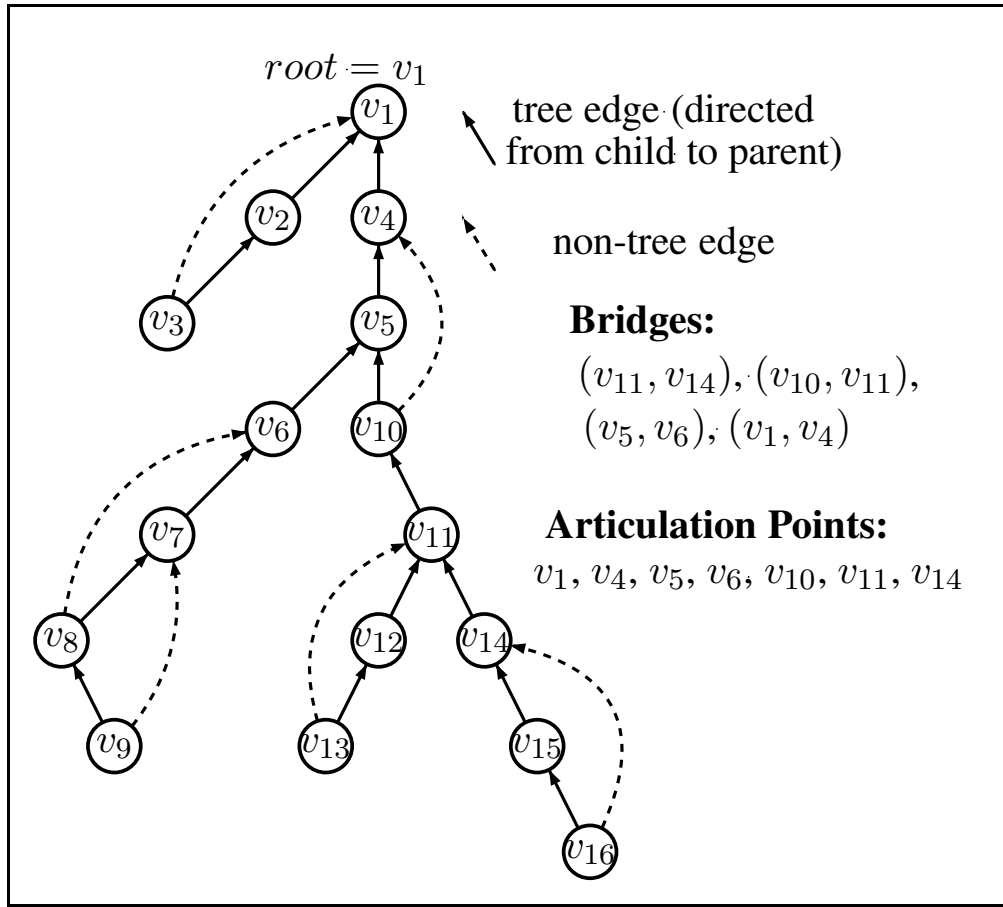 root = v₁
v₁
tree edge (directed
from child to parent)
v₂
v₄
non-tree edge
v₃
v₅
Bridges:
(v₁₁, v₁₄), (v₁₀, v₁₁),
(v₅, v₆), (v₁, v₄)
v₆
v₁₀
v₇
v₁₁
Articulation Points:
v₁, v₄, v₅, v₆, v₁₀, v₁₁, v₁₄
v₈
v₁₂
v₁₄
v₉
v₁₃
v₁₅
v₁₆